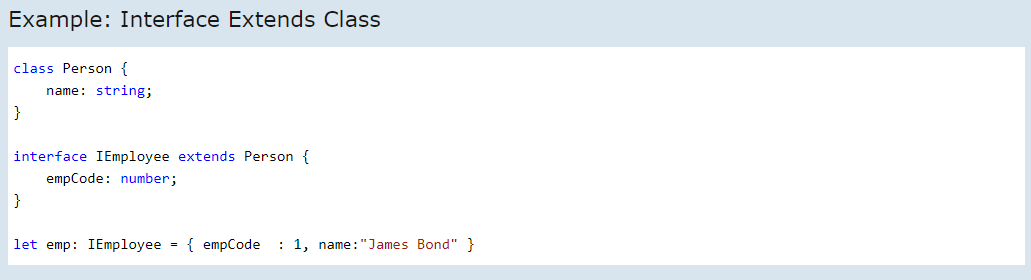 Example: Interface Extends Class
class Person {
    name: string;
}
interface IEmployee extends Person {
    empCode: number;
}
let emp: IEmployee = { empCode  : 1, name:"James Bond" }